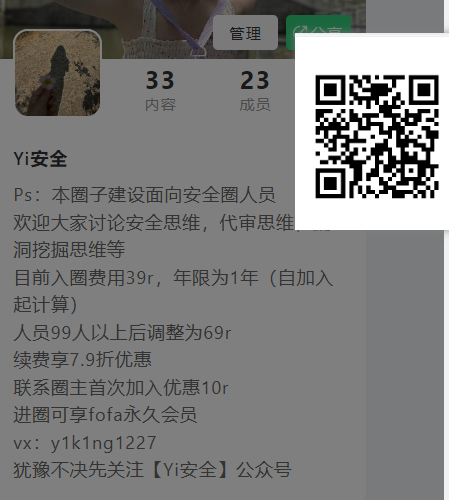 管理
分享
33
23
内容
成员
Yi安全
Ps：本圈子建设面向安全圈人员
欢迎大家讨论安全思维，代审思维，
洞挖掘思维等
目前入圈费用39r，年限为1年（自加入
起计算）
人员99人以上后调整为69r
续费享7.9折优惠
联系圈主首次加入优惠10r
进圈可享fofa永久会员
vx：y1k1ng1227
犹豫不决先关注【Yi安全】公众号